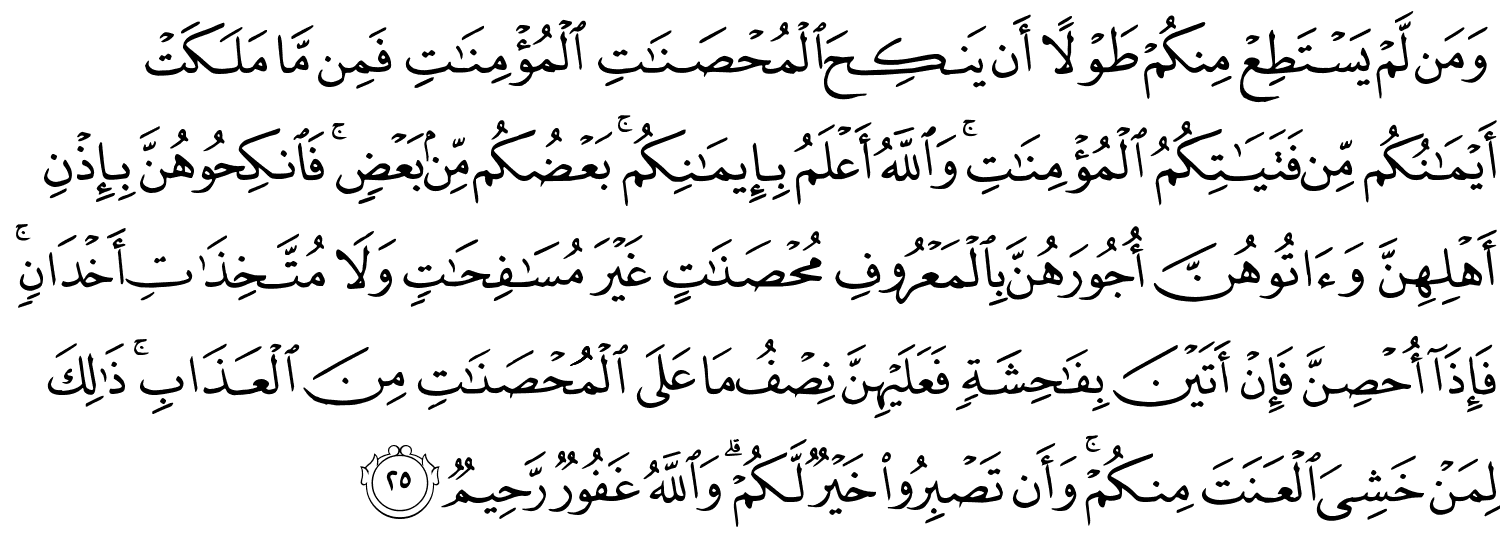 وَمَن لَّمْ يَسْتَطِعْ مِنكُمْ طَوْلًا أَن يَنكِحَ ٱلْمُحْصَنَٰتِ ٱلْمُؤْمِنَٰتِ فَمِن مَّا مَلَكَتْ
أَيْمَٰنُكُم مِّن فَتَيَٰتِكُمُ ٱلْمُؤْمِنَٰتِ ۚ وَٱللَّهُ أَعْلَمُ بِإِيمَٰنِكُم ۚ بَعْضُكُم مِّنۢ بَعْضٍ ۚ فَٱنكِحُوهُنَّ بِإِذْنِ
أَهْلِهِنَّ وَءَاتُوهُنَّ أُجُورَهُنَّ بِٱلْمَعْرُوفِ مُحْصَنَٰتٍ غَيْرَ مُسَٰفِحَٰتٍ وَلَا مُتَّخِذَٰتِ أَخْدَانٍ ۚ
فَإِذَآ أُحْصِنَّ فَإِنْ أَتَيْنَ بِفَٰحِشَةٍ فَعَلَيْهِنَّ نِصْفُ مَا عَلَى ٱلْمُحْصَنَٰتِ مِنَ ٱلْعَذَابِ ۚ ذَٰلِكَ
لِمَنْ خَشِىَ ٱلْعَنَتَ مِنكُمْ ۚ وَأَن تَصْبِرُوا۟ خَيْرٌ لَّكُمْ ۗ وَٱللَّهُ غَفُورٌ رَّحِيمٌ ٢٥